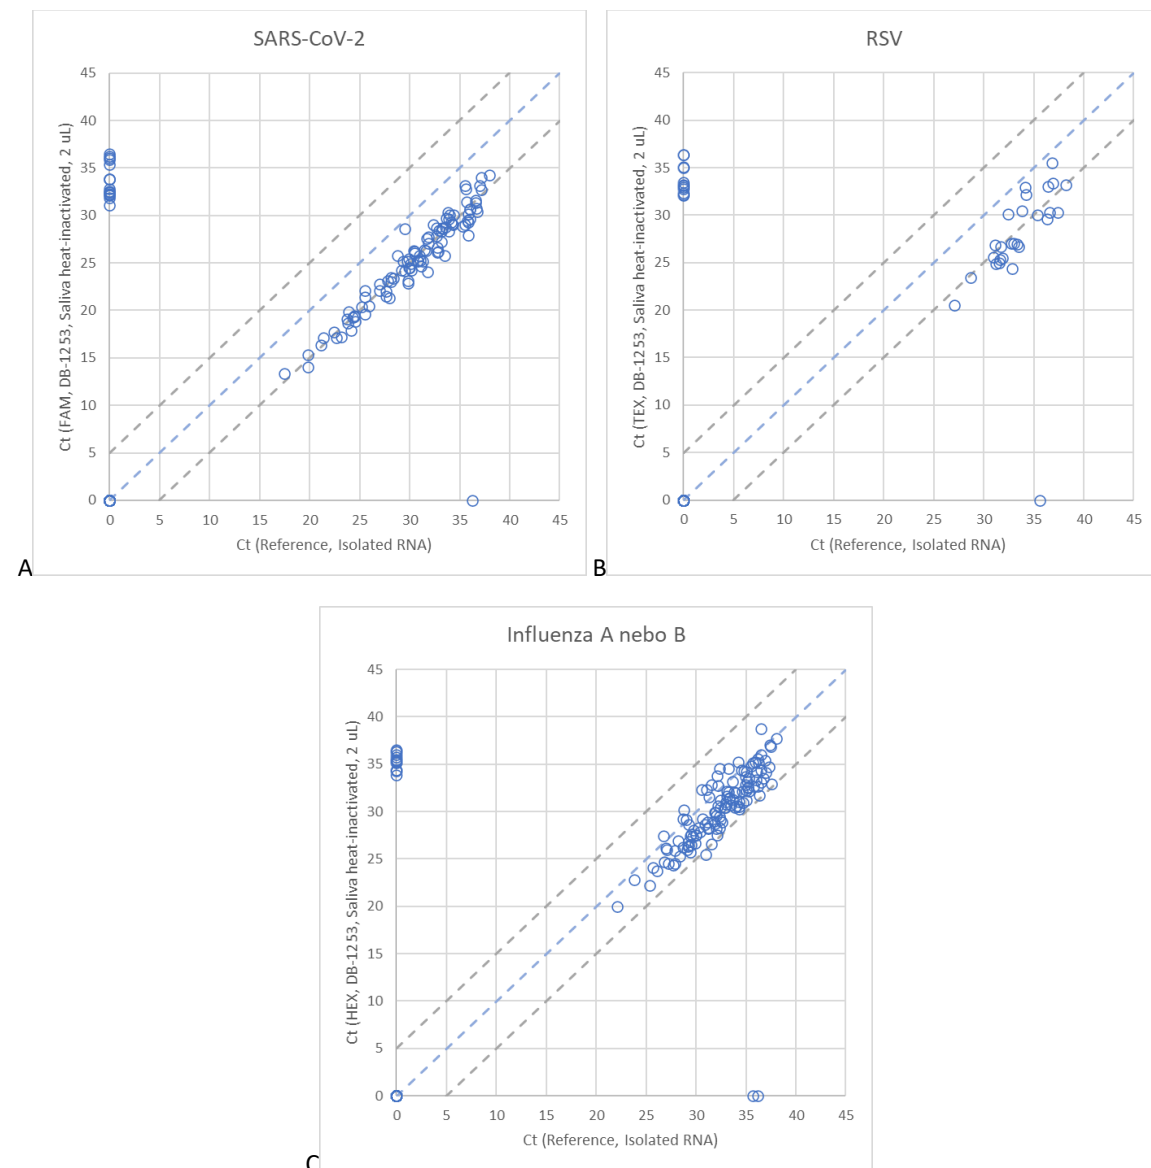 SARS-CoV-2
Ct (FAM, DB-1253, Saliva heat-inactivated, 2 uL)
45
40
35
30
25
20
15
10
5
0
0 5 10 15 20 25 30 35 40 45
Ct (Reference, Isolated RNA)
A
RSV
Ct (TEX, DB-1253, Saliva heat-inactivated, 2 uL)
45
40
35
30
25
20
15
10
5
0
0 5 10 15 20 25 30 35 40 45
Ct (Reference, Isolated RNA)
B
Influenza A nebo B
Ct (HEX, DB-1253, Saliva heat-inactivated, 2 uL)
45
40
35
30
25
20
15
10
5
0
0 5 10 15 20 25 30 35 40 45
Ct (Reference, Isolated RNA)
C